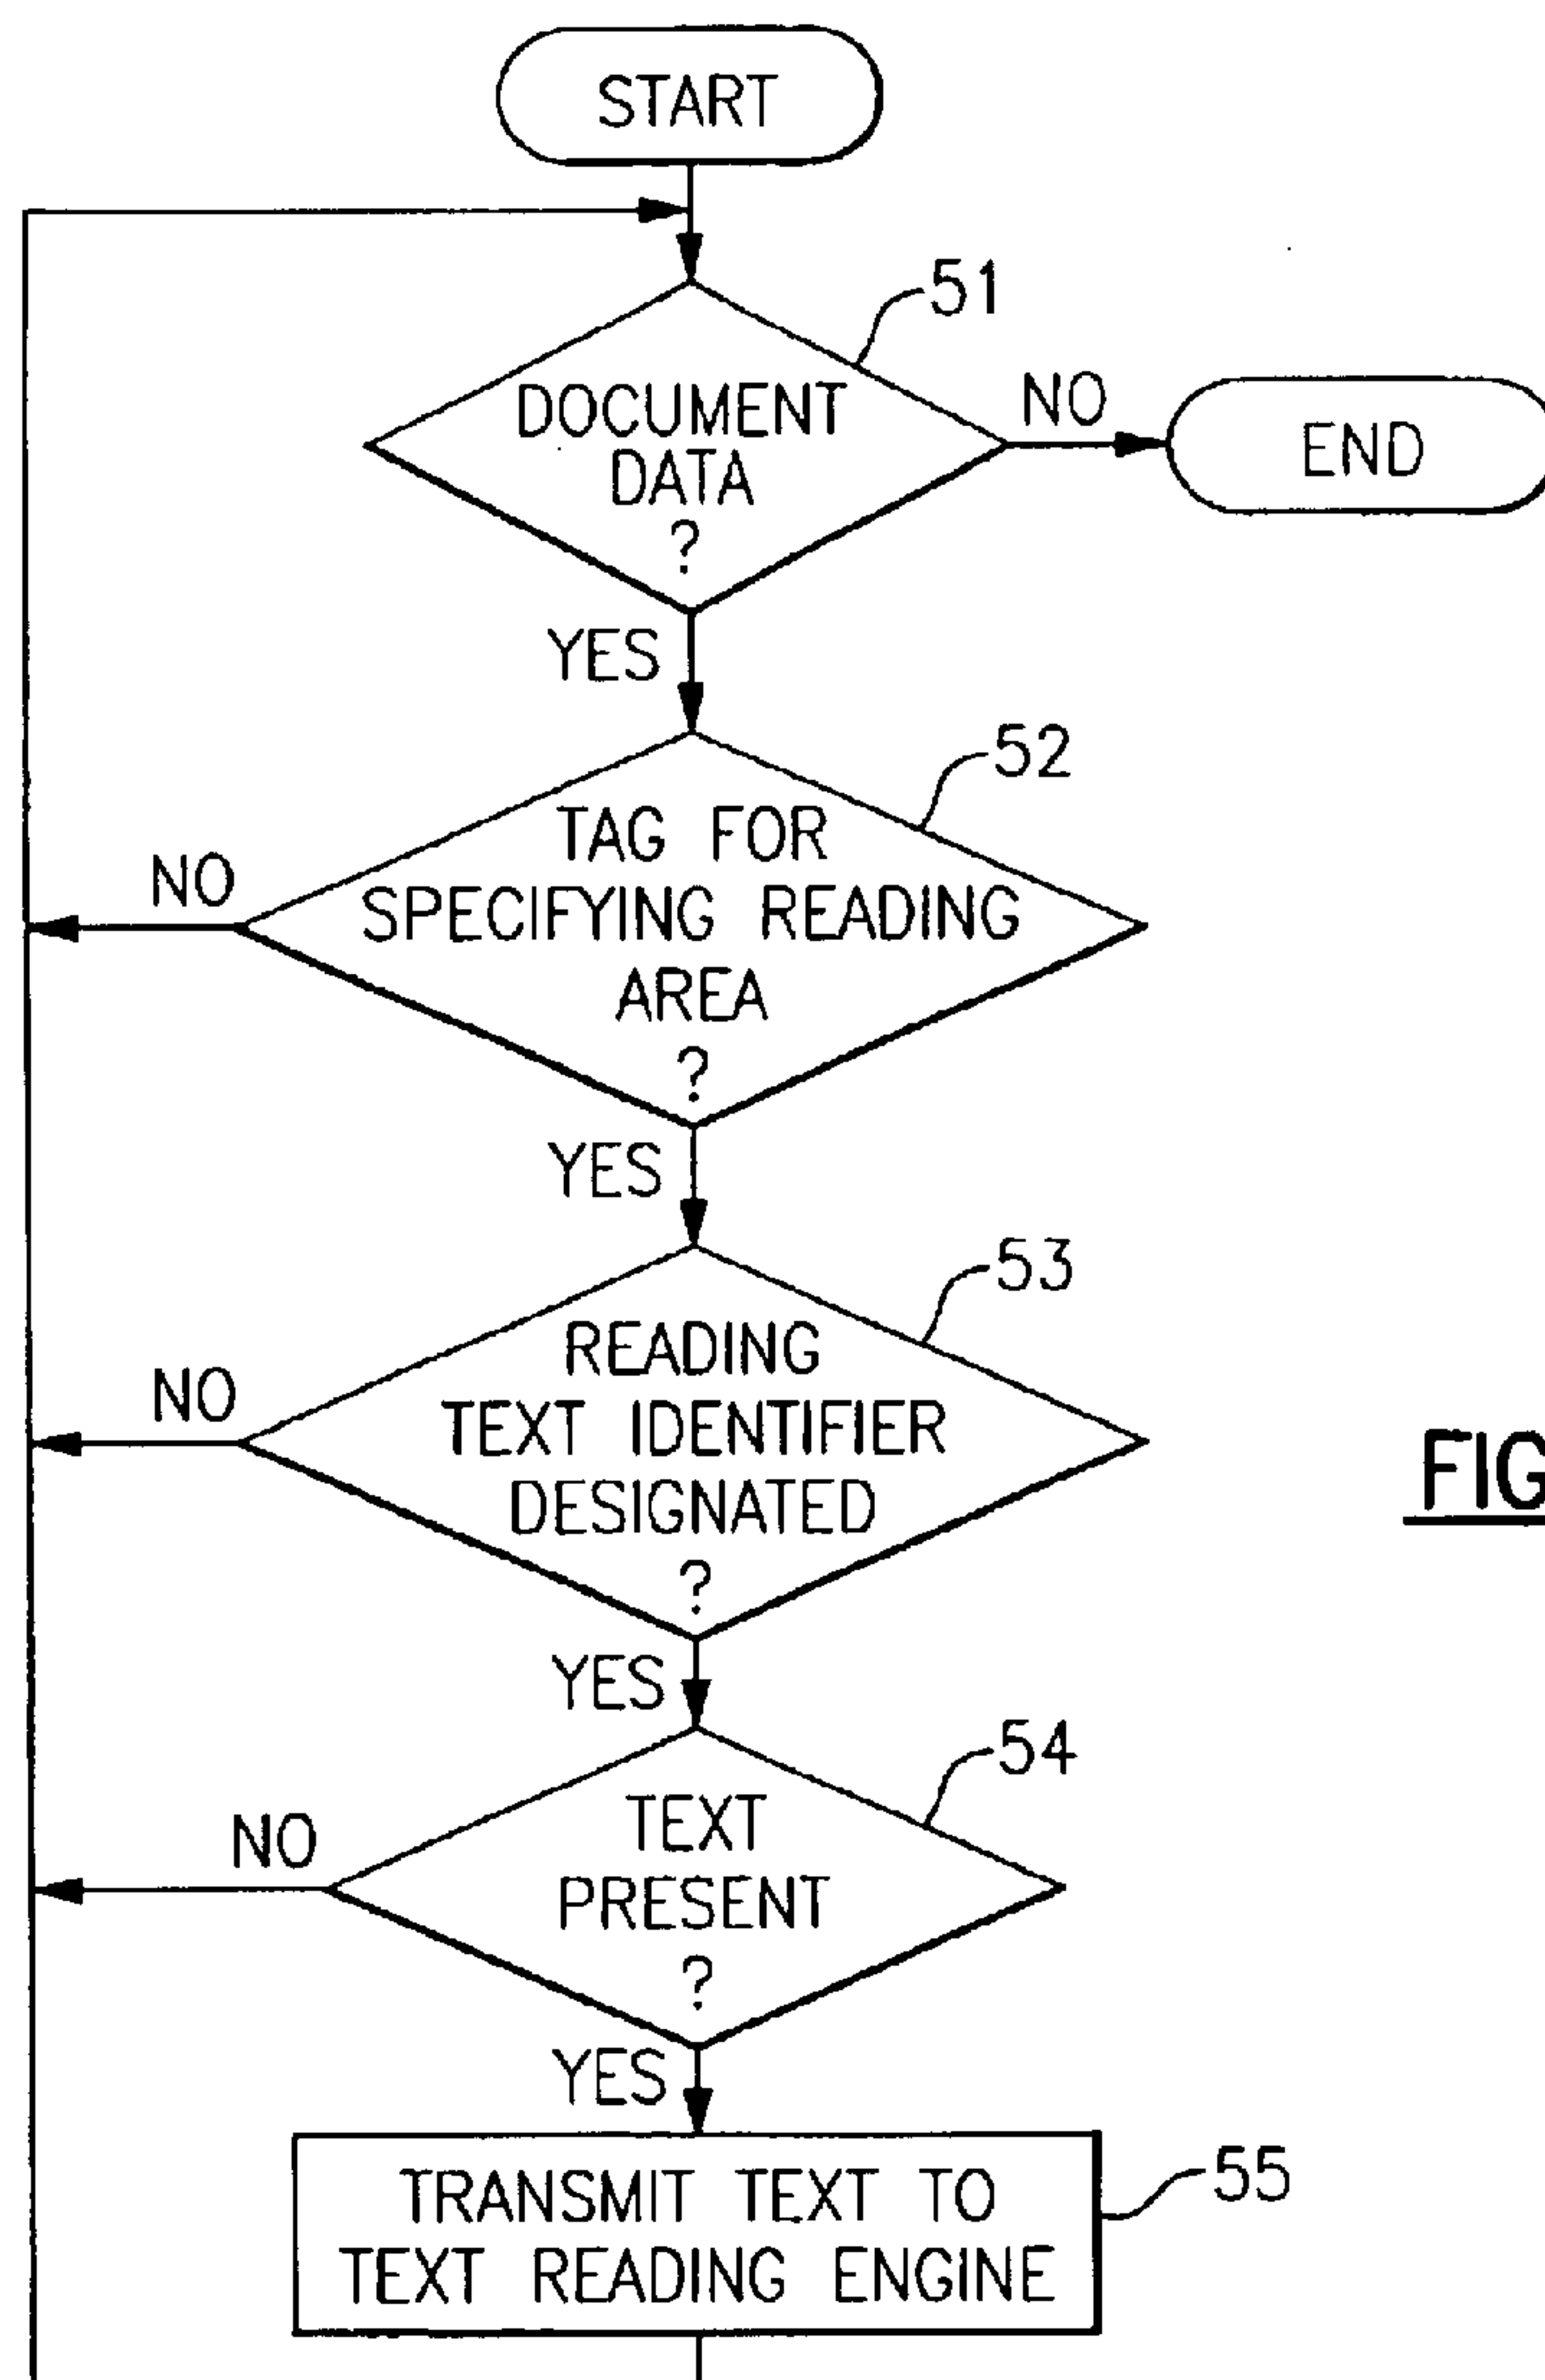 START
51
DOCUMENT
DATA
?
NO
END
YES
52
TAG FOR
SPECIFYING READING
AREA
?
NO
YES
53
READING
TEXT IDENTIFIER
DESIGNATED
?
NO
FIG
YES
54
TEXT
PRESENT
?
NO
YES
55
TRANSMIT TEXT TO
TEXT READING ENGINE